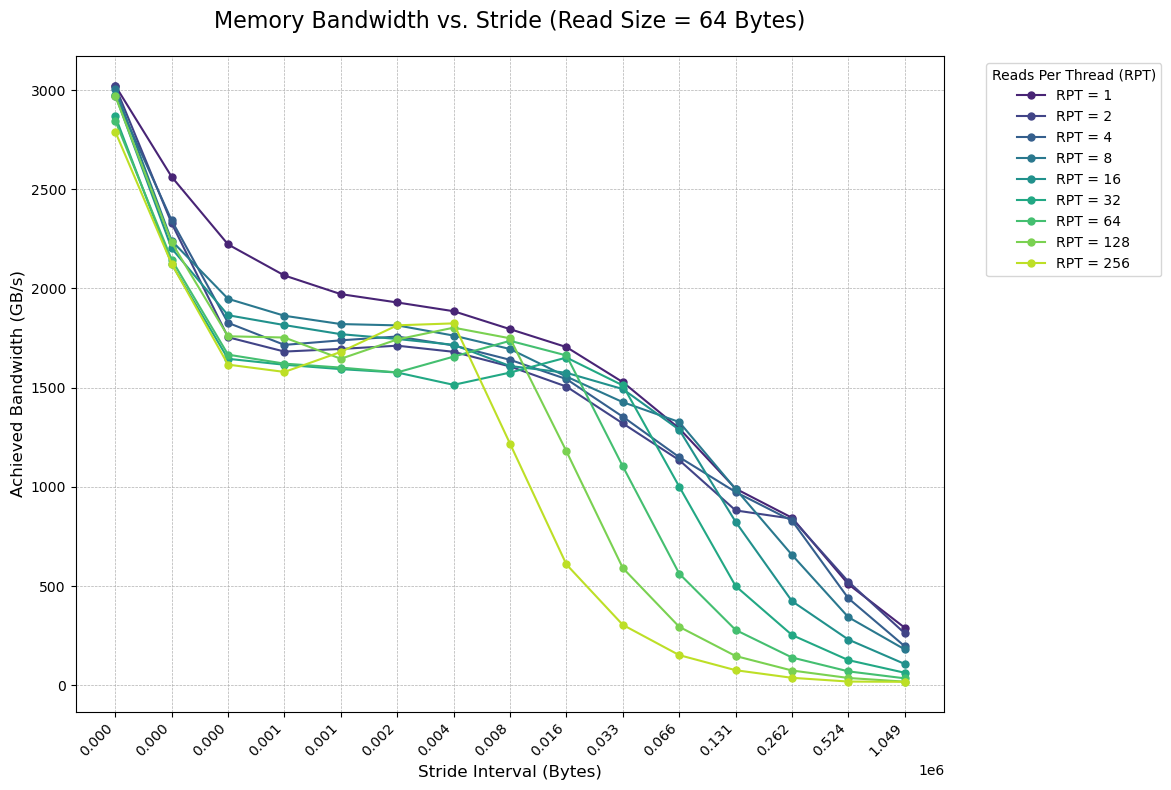 Memory Bandwidth vs. Stride (Read Size = 64 Bytes)
Achieved Bandwidth (GB/s)
3000
2500
2000
1500
1000
500
0
0.000
0.000
0.000
0.001
0.001
0.002
0.004
0.008
0.016
0.033
0.066
0.131
0.262
0.524
1.049
1e6
Stride Interval (Bytes)
Reads Per Thread (RPT)
RPT = 1
RPT = 2
RPT = 4
RPT = 8
RPT = 16
RPT = 32
RPT = 64
RPT = 128
RPT = 256